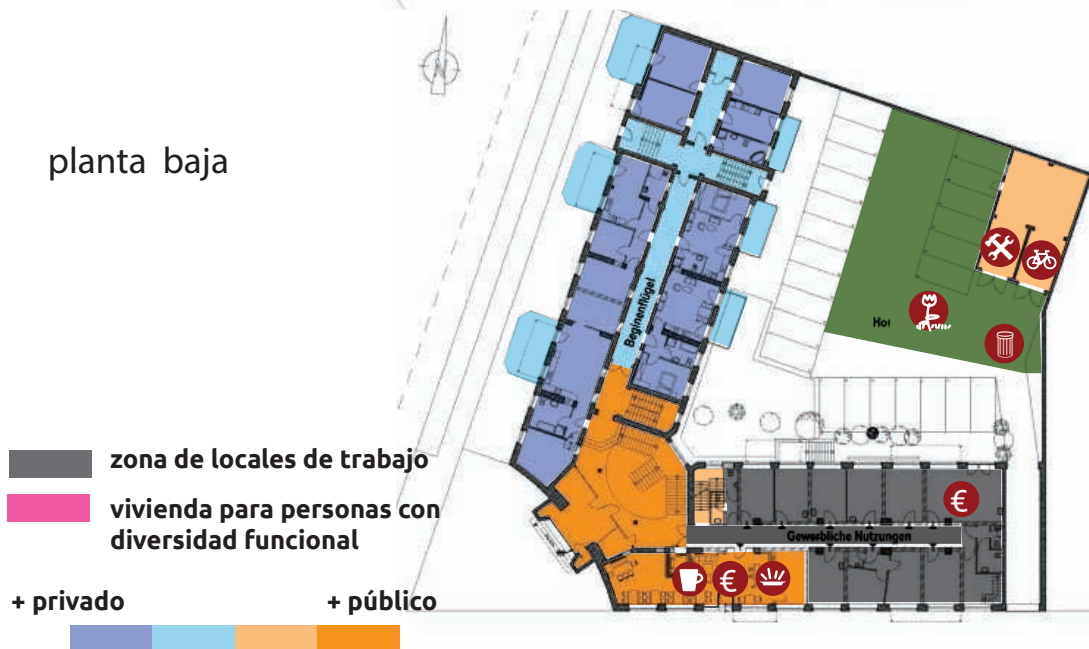 planta baja
Beginenflügel
Hof
zona de locales de trabajo
vivienda para personas con
diversidad funcional
€
Gewerbliche Nutzungen
€
+ privado + público